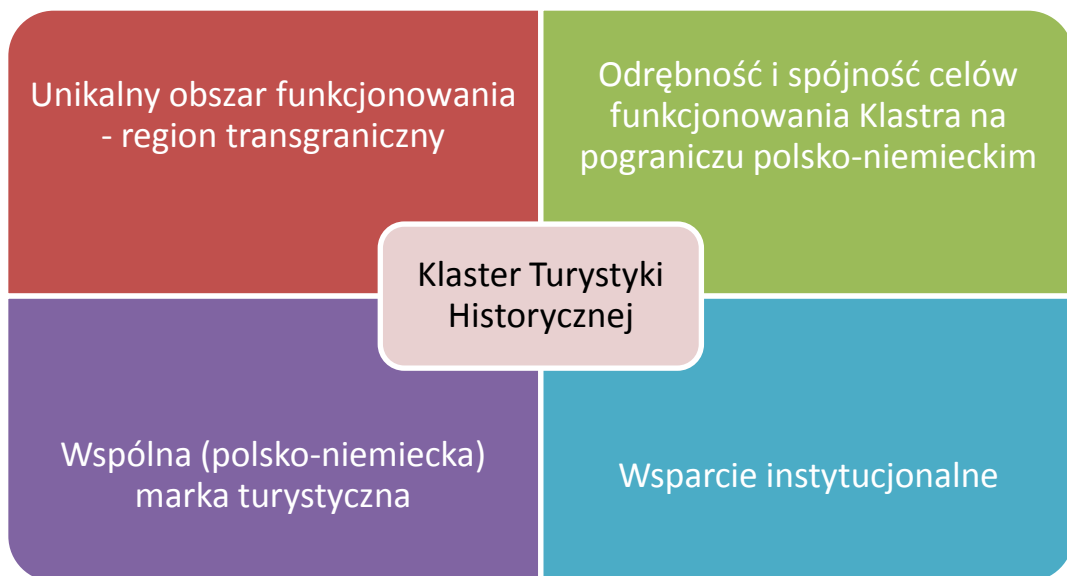 Unikalny obszar funkcjonowania
- region transgraniczny
Odrębność i spójność celów
funkcjonowania Klastra na
pograniczu polsko-niemieckim
Klaster Turystyki
Historycznej
Wspólna (polsko-niemiecka)
marka turystyczna
Wsparcie instytucjonalne